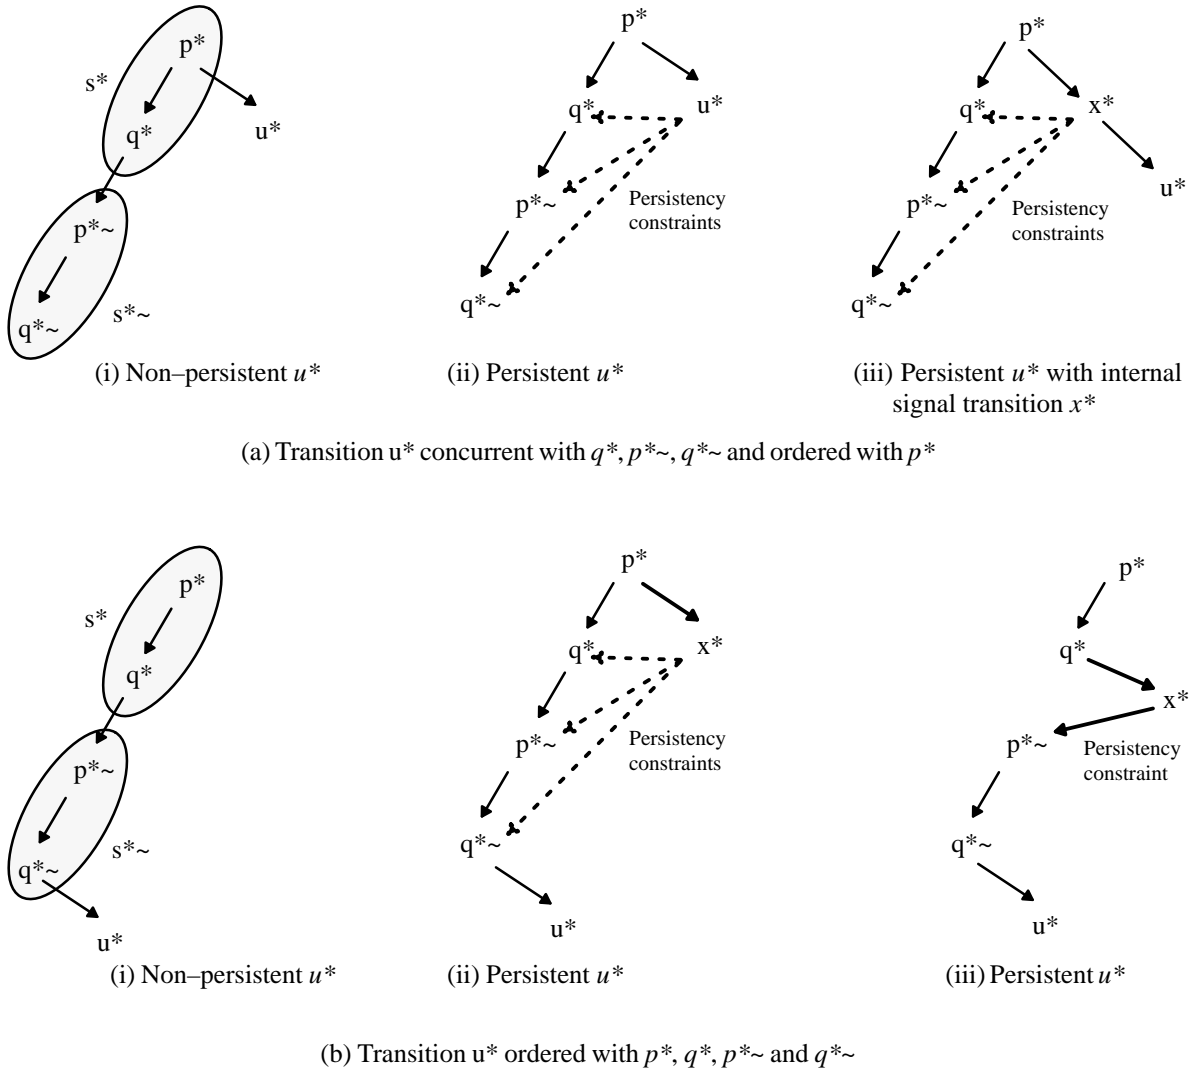 p*
s*
q*
u*
p*~
s*~
q*~
(i) Non–persistent u*
p*
q*
u*
p*~
Persistency
constraints
q*~
(ii) Persistent u*
p*
q*
x*
u*
p*~
Persistency
constraints
q*~
(iii) Persistent u* with internal
signal transition x*
(a) Transition u* concurrent with q*, p*~, q*~ and ordered with p*
p*
s*
q*
p*~
s*~
q*~
u*
(i) Non–persistent u*
p*
q*
x*
p*~
Persistency
constraints
q*~
u*
(ii) Persistent u*
p*
q*
x*
p*~
Persistency
constraint
q*~
u*
(iii) Persistent u*
(b) Transition u* ordered with p*, q*, p*~ and q*~